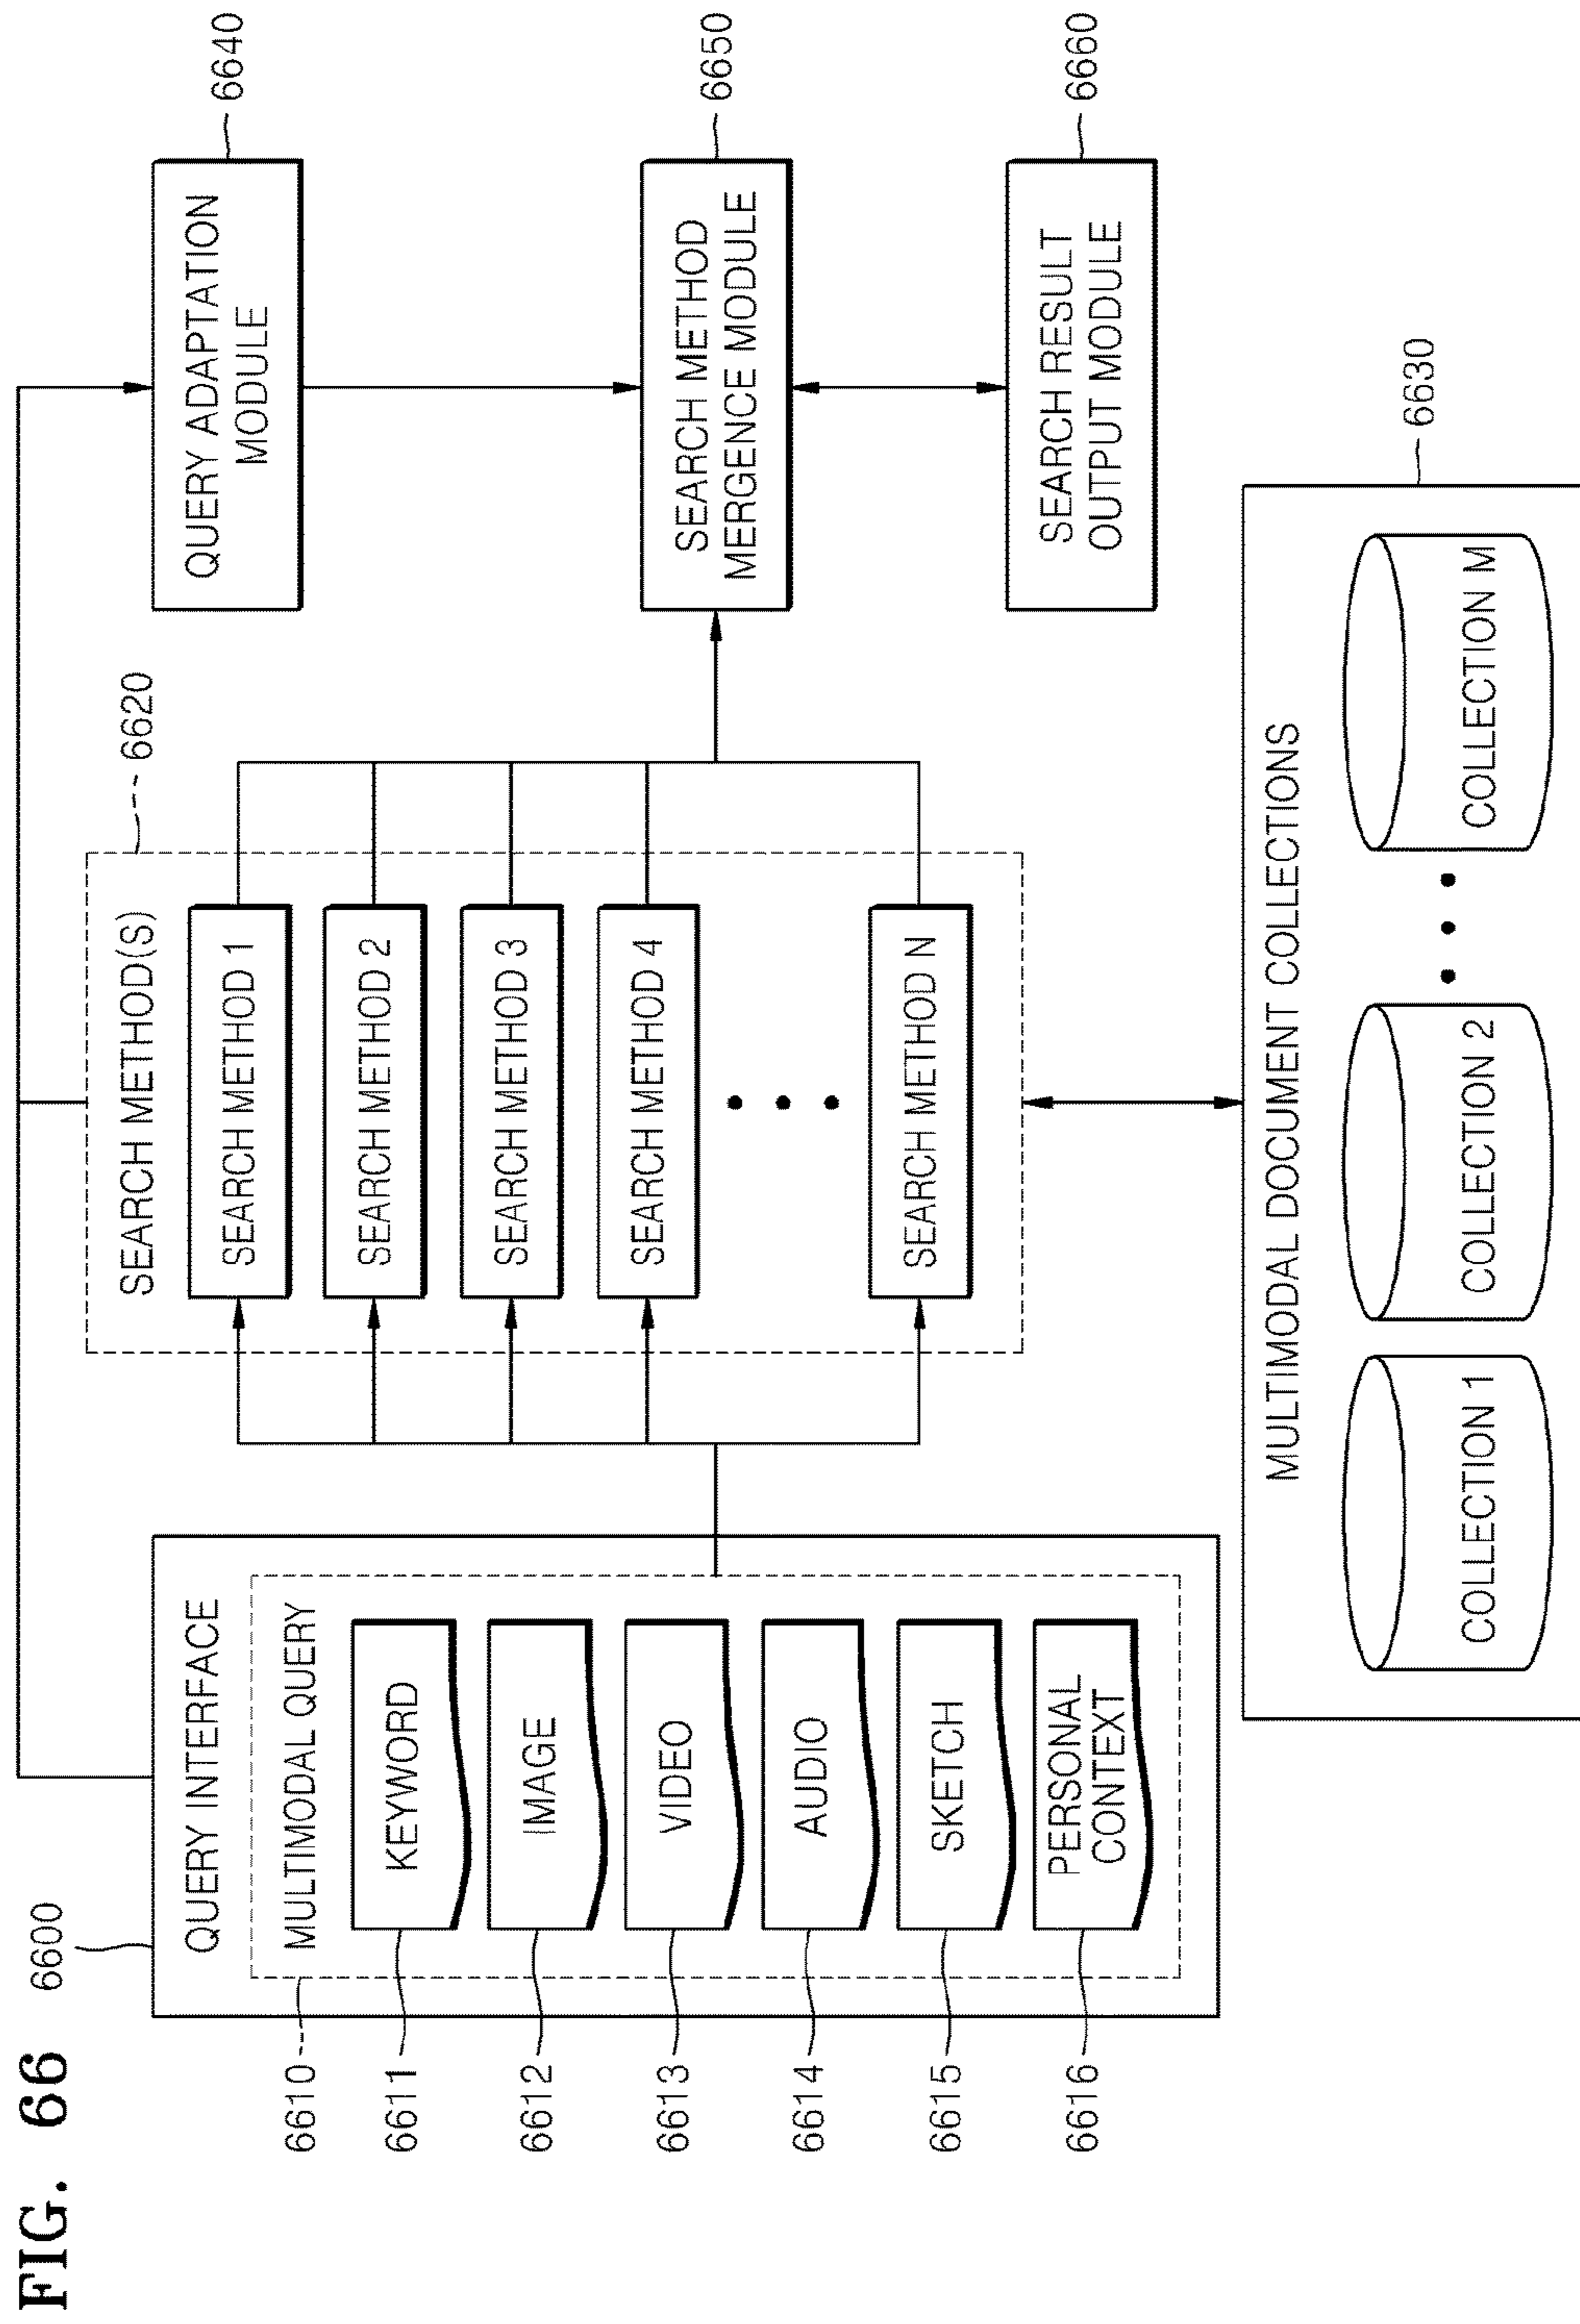 FIG. 66
6600
QUERY INTERFACE
6610
MULTIMODAL QUERY
6611
KEYWORD
6612
IMAGE
6613
VIDEO
6614
AUDIO
6615
SKETCH
6616
PERSONAL
CONTEXT
6620
SEARCH METHOD(S)
SEARCH METHOD 1
SEARCH METHOD 2
SEARCH METHOD 3
SEARCH METHOD 4
SEARCH METHOD N
6640
QUERY ADAPTATION
MODULE
6650
SEARCH METHOD
MERGENCE MODULE
6660
SEARCH RESULT
OUTPUT MODULE
6630
MULTIMODAL DOCUMENT COLLECTIONS
COLLECTION 1
COLLECTION 2
COLLECTION M